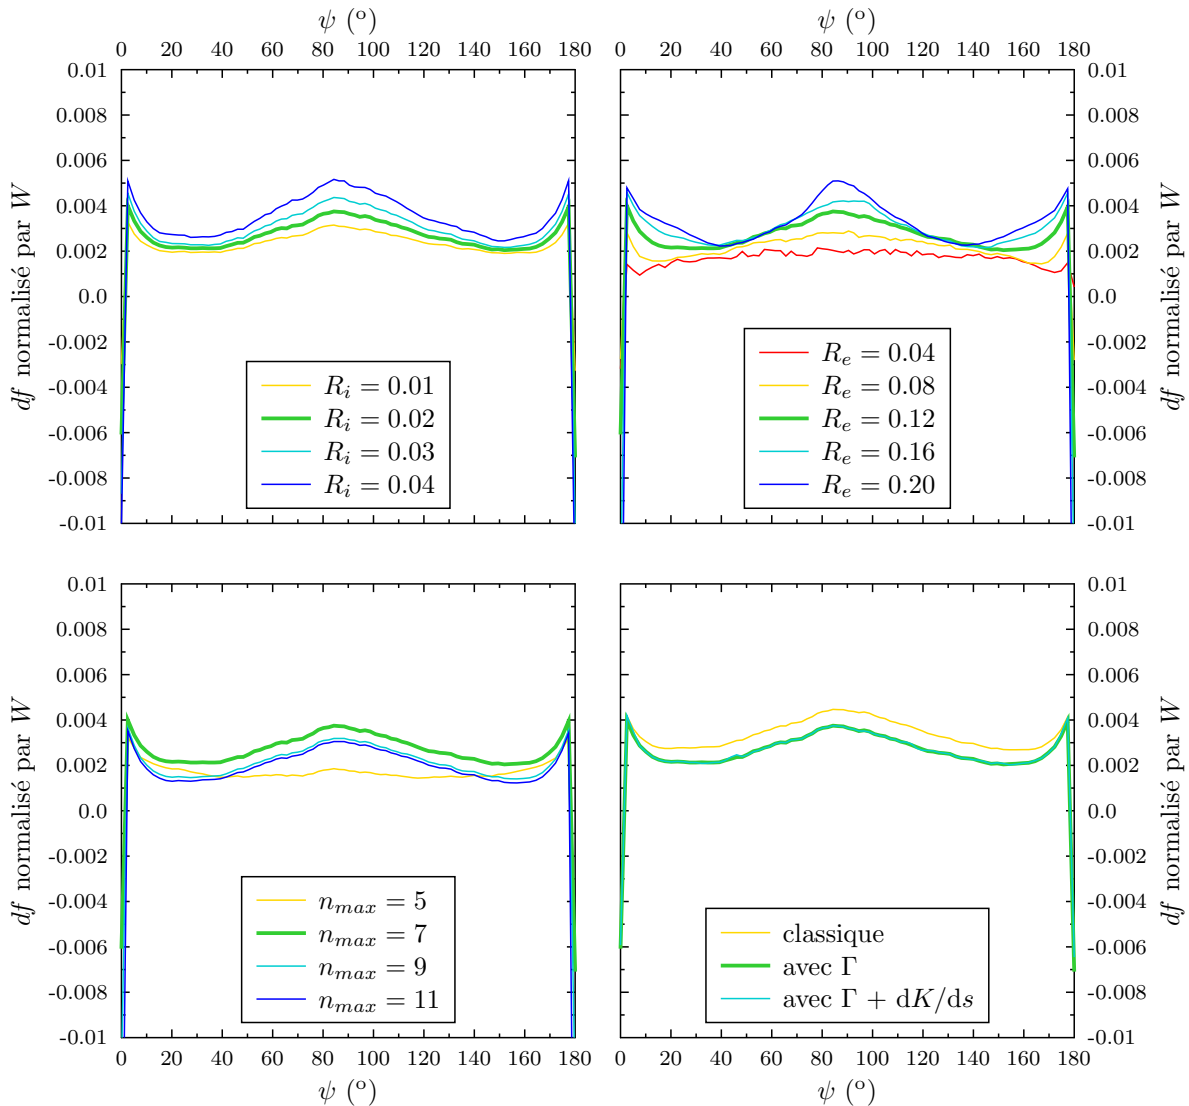 ψ (°)
0 20 40 60 80 100 120 140 160 180
ψ (°)
0 20 40 60 80 100 120 140 160 180
0.01
0.008
0.006
0.004
0.002
0.0
-0.002
-0.004
-0.006
-0.008
-0.01
df normalisé par W
R_i = 0.01
R_i = 0.02
R_i = 0.03
R_i = 0.04
R_e = 0.04
R_e = 0.08
R_e = 0.12
R_e = 0.16
R_e = 0.20
0.01
0.008
0.006
0.004
0.002
0.0
-0.002
-0.004
-0.006
-0.008
-0.01
df normalisé par W
0.01
0.008
0.006
0.004
0.002
0.0
-0.002
-0.004
-0.006
-0.008
-0.01
df normalisé par W
n_max = 5
n_max = 7
n_max = 9
n_max = 11
0 20 40 60 80 100 120 140 160 180
ψ (°)
classique
avec Γ
avec Γ + dK/ds
0.01
0.008
0.006
0.004
0.002
0.0
-0.002
-0.004
-0.006
-0.008
-0.01
df normalisé par W
0 20 40 60 80 100 120 140 160 180
ψ (°)